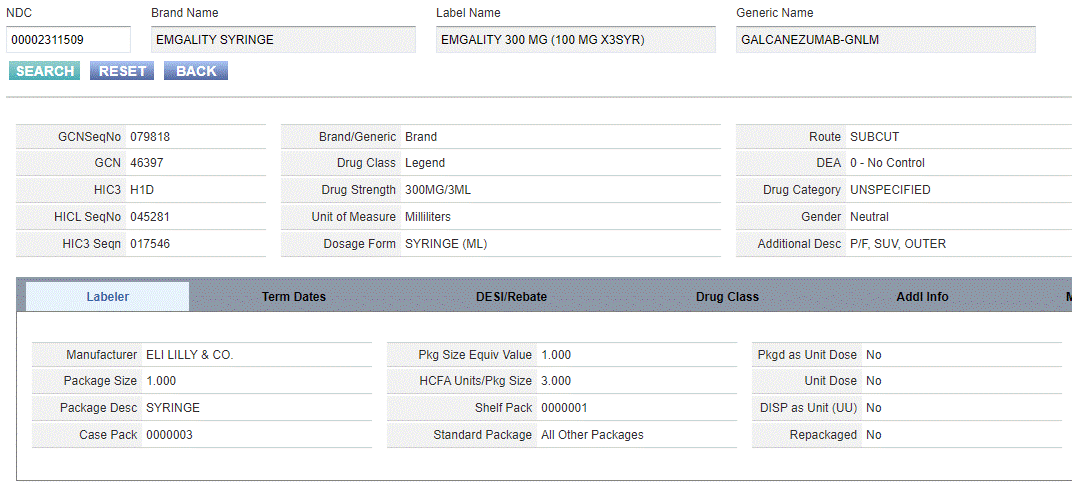 NDC Brand Name Label Name Generic Name
00002311509 EMGALITY SYRINGE EMGALITY 300 MG (100 MG X3SYR) GALCANEZUMAB-GNLM
SEARCH RESET BACK
GCNSeqNo 079818 Brand/Generic Brand Route SUBCUT
GCN 46397 Drug Class Legend DEA 0 - No Control
HIC3 H1D Drug Strength 300MG/3ML Drug Category UNSPECIFIED
HICL SeqNo 045281 Unit of Measure Milliliters Gender Neutral
HIC3 Seqn 017546 Dosage Form SYRINGE (ML) Additional Desc P/F, SUV, OUTER
Labeler Term Dates DESI/Rebate Drug Class Addl Info M
Manufacturer ELI LILLY & CO. Pkg Size Equiv Value 1.000 Pkgd as Unit Dose No
Package Size 1.000 HCFA Units/Pkg Size 3.000 Unit Dose No
Package Desc SYRINGE Shelf Pack 0000001 DISP as Unit (UU) No
Case Pack 0000003 Standard Package All Other Packages Repackaged No